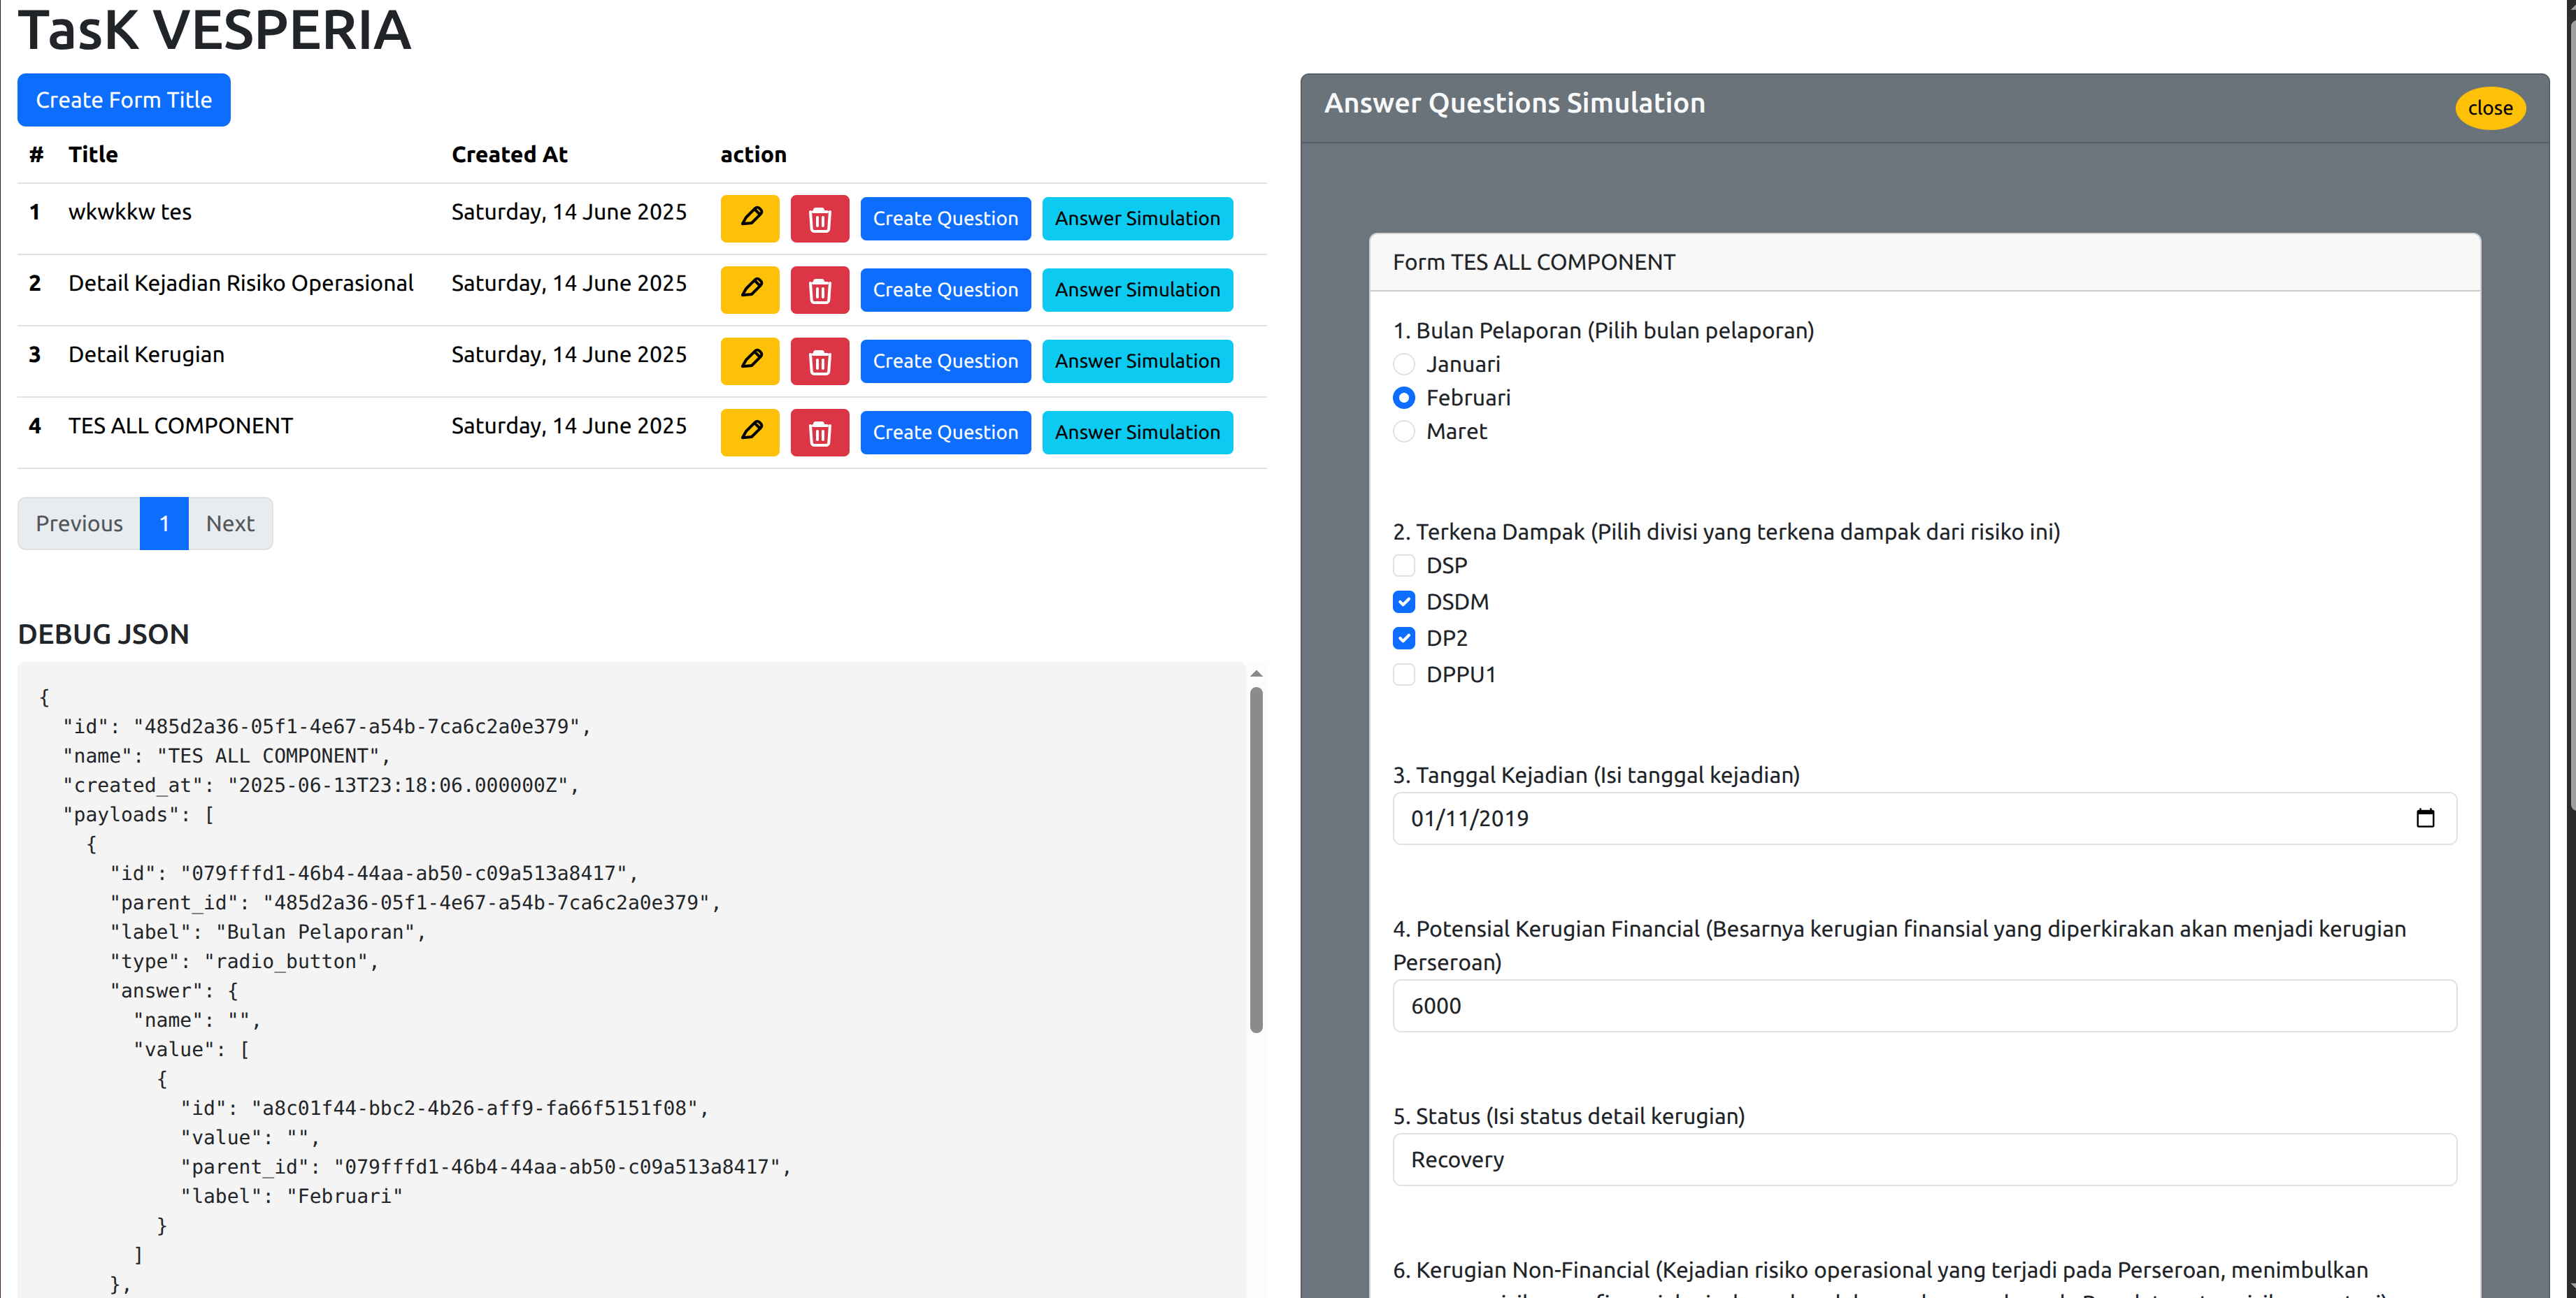 TasK VESPERIA
Create Form Title
# Title Created At action
1 wkwkkw tes Saturday, 14 June 2025 Create Question Answer Simulation
2 Detail Kejadian Risiko Operasional Saturday, 14 June 2025 Create Question Answer Simulation
3 Detail Kerugian Saturday, 14 June 2025 Create Question Answer Simulation
4 TES ALL COMPONENT Saturday, 14 June 2025 Create Question Answer Simulation
Previous 1 Next
DEBUG JSON
{
"id": "485d2a36-05f1-4e67-a54b-7ca6c2a0e379",
"name": "TES ALL COMPONENT",
"created_at": "2025-06-13T23:18:06.000000Z",
"payloads": [
{
"id": "079fffd1-46b4-44aa-ab50-c09a513a8417",
"parent_id": "485d2a36-05f1-4e67-a54b-7ca6c2a0e379",
"label": "Bulan Pelaporan",
"type": "radio_button",
"answer": {
"name": "",
"value": [
{
"id": "a8c01f44-bbc2-4b26-aff9-fa66f5151f08",
"value": "",
"parent_id": "079fffd1-46b4-44aa-ab50-c09a513a8417",
"label": "Februari"
}
]
},
Answer Questions Simulation
close
Form TES ALL COMPONENT
1. Bulan Pelaporan (Pilih bulan pelaporan)
Januari
Februari
Maret
2. Terkena Dampak (Pilih divisi yang terkena dampak dari risiko ini)
DSP
DSDM
DP2
DPPU1
3. Tanggal Kejadian (Isi tanggal kejadian)
01/11/2019
4. Potensial Kerugian Financial (Besarnya kerugian finansial yang diperkirakan akan menjadi kerugian
Perseroan)
6000
5. Status (Isi status detail kerugian)
Recovery
6. Kerugian Non-Financial (Kejadian risiko operasional yang terjadi pada Perseroan, menimbulkan